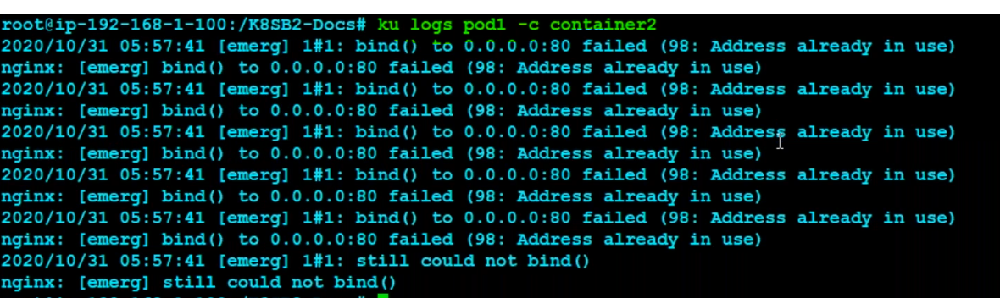 root@ip-192-168-1-100:/K8SB2-Docs# ku logs pod1 -c container2
2020/10/31 05:57:41 [emerg] 1#1: bind() to 0.0.0.0:80 failed (98: Address already in use)
nginx: [emerg] bind() to 0.0.0.0:80 failed (98: Address already in use)
2020/10/31 05:57:41 [emerg] 1#1: bind() to 0.0.0.0:80 failed (98: Address already in use)
nginx: [emerg] bind() to 0.0.0.0:80 failed (98: Address already in use)
2020/10/31 05:57:41 [emerg] 1#1: bind() to 0.0.0.0:80 failed (98: Address already in use)
nginx: [emerg] bind() to 0.0.0.0:80 failed (98: Address already in use)
2020/10/31 05:57:41 [emerg] 1#1: bind() to 0.0.0.0:80 failed (98: Address already in use)
nginx: [emerg] bind() to 0.0.0.0:80 failed (98: Address already in use)
2020/10/31 05:57:41 [emerg] 1#1: bind() to 0.0.0.0:80 failed (98: Address already in use)
nginx: [emerg] bind() to 0.0.0.0:80 failed (98: Address already in use)
2020/10/31 05:57:41 [emerg] 1#1: still could not bind()
nginx: [emerg] still could not bind()